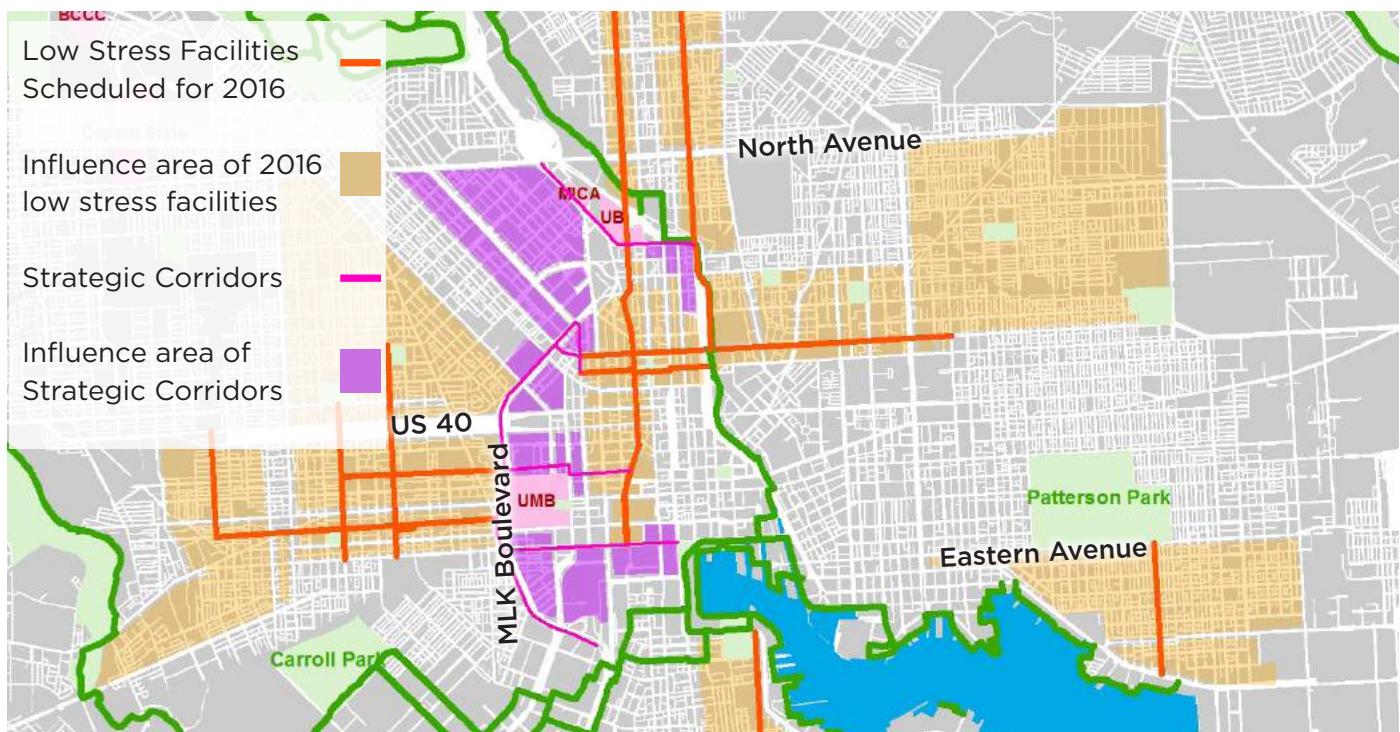 BCCC
Low Stress Facilities
Scheduled for 2016
Coppin State
Influence area of 2016
low stress facilities
Strategic Corridors
Influence area of
Strategic Corridors
North Avenue
MICA
UB
US 40
MLK Boulevard
UMB
Patterson Park
Eastern Avenue
Carroll Park